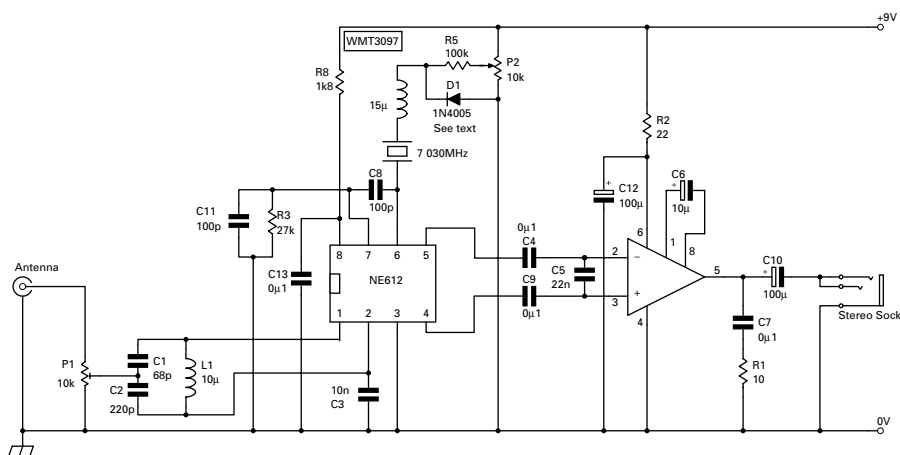 +9V
WMT3097
R8
1k8
15μ
R5
100k
P2
10k
D1
1N4005
See text
R2
22
7 030MHz
C8
100p
C11
100p
R3
27k
C12
+
100μ
C6
+
10μ
C13
0μ1
8
7
6
5
NE612
1
2
3
4
0μ1
C4
C5
22n
C9
0μ1
6
1
8
2
−
3
+
4
5
C10
+
100μ
Stereo Sock
C7
0μ1
R1
10
Antenna
P1
10k
C1
68p
C2
220p
L1
10μ
10n
C3
0V